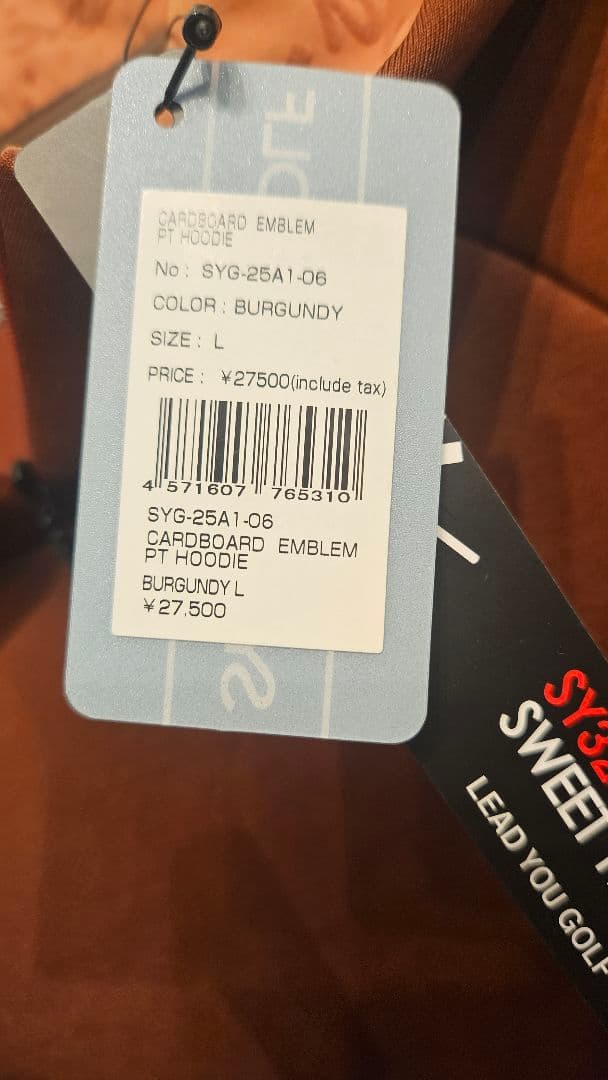 CARDBOARD EMBLEM
PT HOODIE
No : SYG-25A1-06
COLOR : BURGUNDY
SIZE : L
PRICE : ¥27500(include tax)
4 571607 765310
SYG-25A1-06
CARDBOARD EMBLEM
PT HOODIE
BURGUNDY L
¥27,500
SY32
SWEET
LEAD YOU GOLF